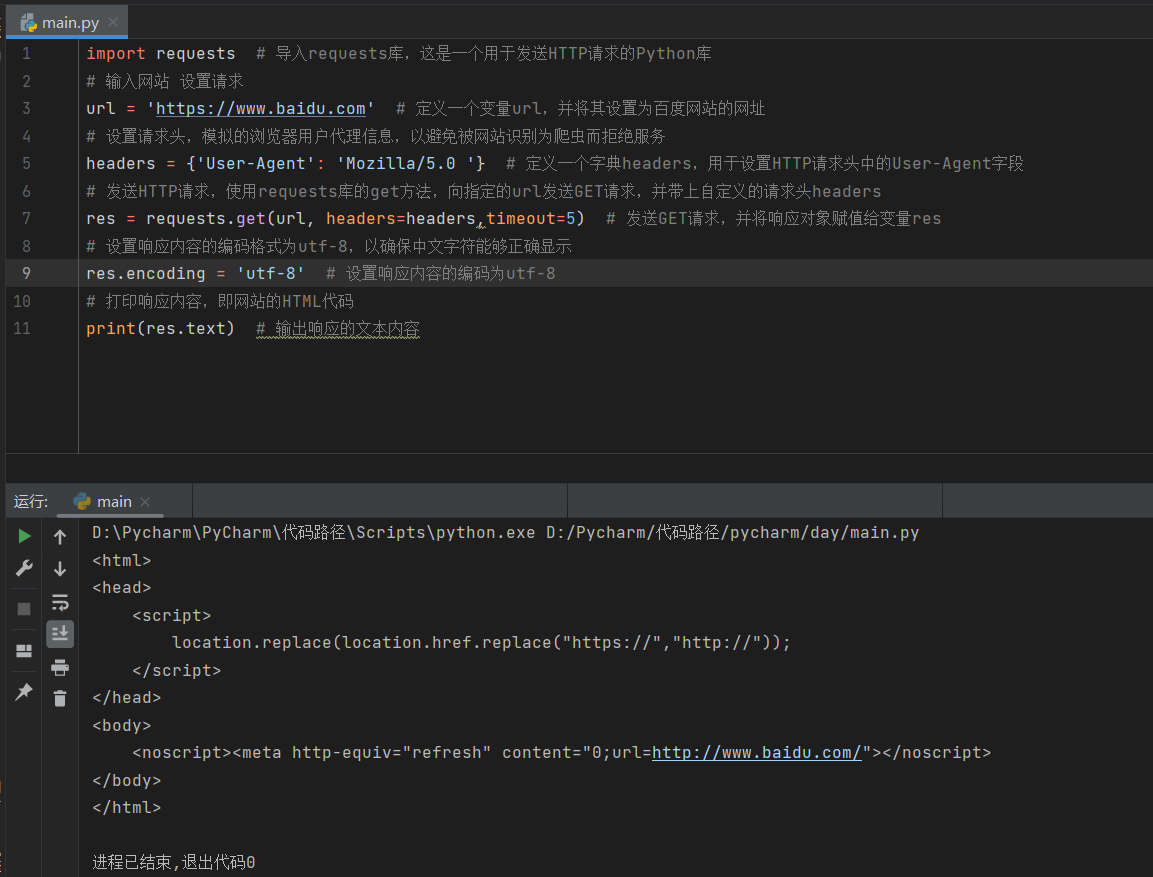 main.py
1 import requests  # 导入requests库，这是一个用于发送HTTP请求的Python库
2 # 输入网站 设置请求
3 url = 'https://www.baidu.com'  # 定义一个变量url，并将其设置为百度网站的网址
4 # 设置请求头，模拟的浏览器用户代理信息，以避免被网站识别为爬虫而拒绝服务
5 headers = {'User-Agent': 'Mozilla/5.0 '}  # 定义一个字典headers，用于设置HTTP请求头中的User-Agent字段
6 # 发送HTTP请求，使用requests库的get方法，向指定的url发送GET请求，并带上自定义的请求头headers
7 res = requests.get(url, headers=headers,timeout=5)  # 发送GET请求，并将响应对象赋值给变量res
8 # 设置响应内容的编码格式为utf-8，以确保中文字符能够正确显示
9 res.encoding = 'utf-8'  # 设置响应内容的编码为utf-8
10 # 打印响应内容，即网站的HTML代码
11 print(res.text)  # 输出响应的文本内容
运行: main
D:\Pycharm\PyCharm\代码路径\Scripts\python.exe D:/Pycharm/代码路径/pycharm/day/main.py
<html>
<head>
    <script>
        location.replace(location.href.replace("https://","http://"));
    </script>
</head>
<body>
    <noscript><meta http-equiv="refresh" content="0;url=http://www.baidu.com/"></noscript>
</body>
</html>
进程已结束,退出代码0